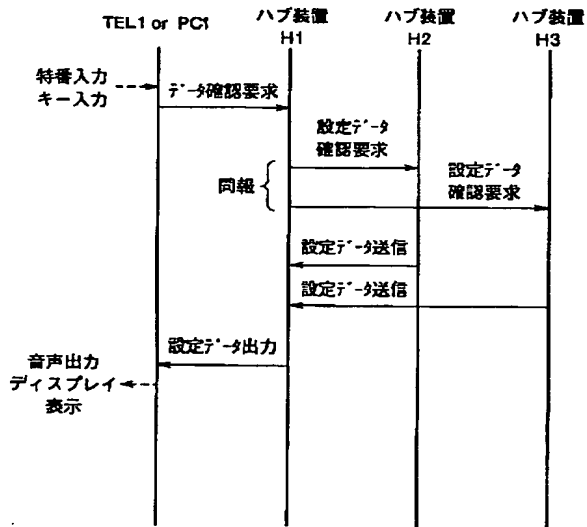 TEL1 or PC1
ハブ装置
H1
ハブ装置
H2
ハブ装置
H3
特番入力
キー入力
データ確認要求
設定データ
確認要求
設定データ
確認要求
同報
設定データ送信
設定データ送信
設定データ出力
音声出力
ディスプレイ
表示